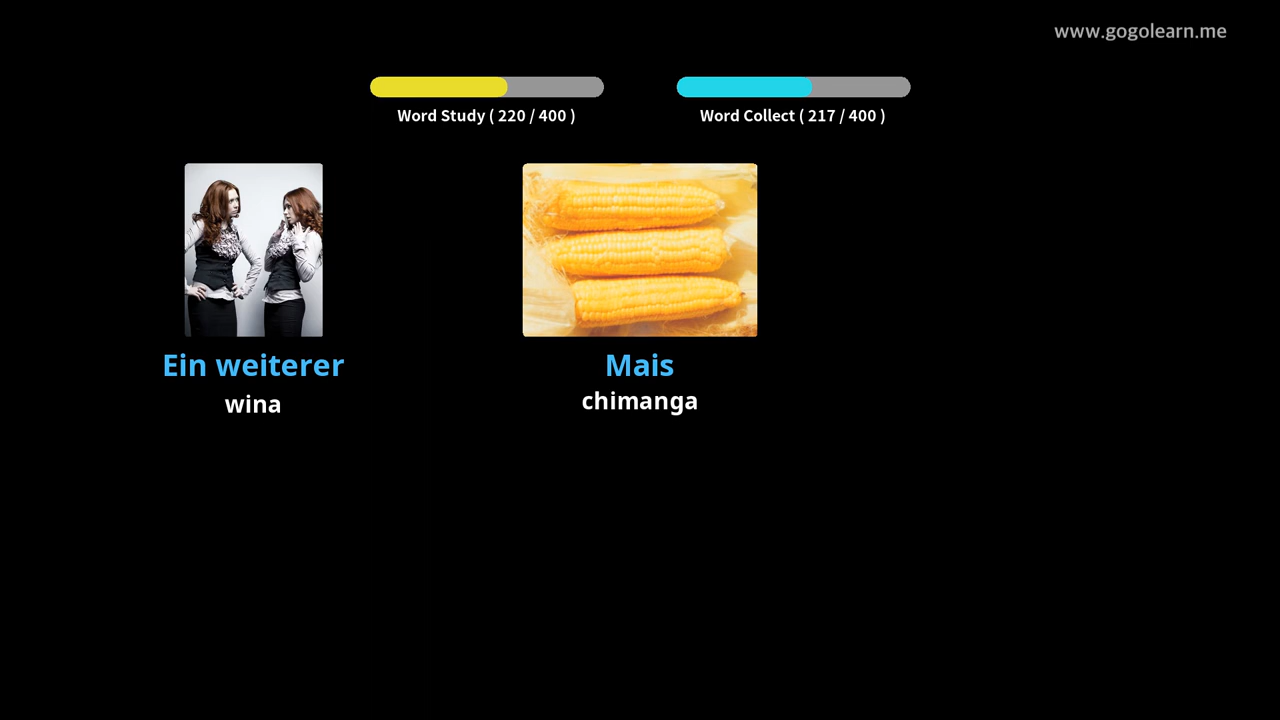 www.gogolearn.me
Word Study ( 220 / 400 )
Word Collect ( 217 / 400 )
Ein weiterer
wina
Mais
chimanga